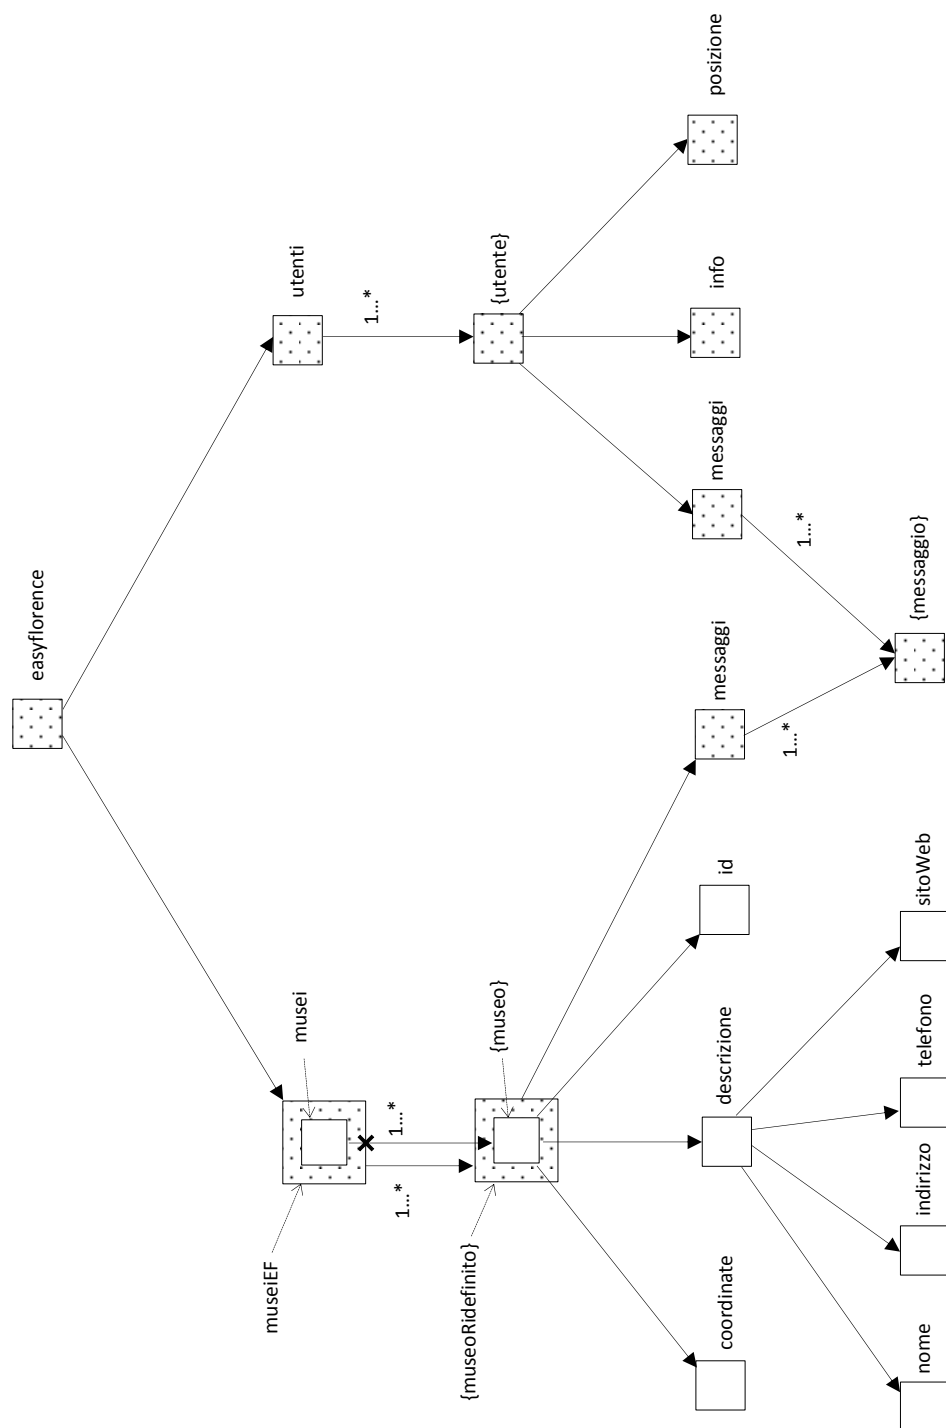 easyflorence
museiEF
musei
1...*
1...*
utenti
1...*
{museoRidefinito}
{museo}
{utente}
coordinate
descrizione
id
messaggi
messaggi
info
posizione
1...*
1...*
nome
indirizzo
telefono
sitoWeb
{messaggio}